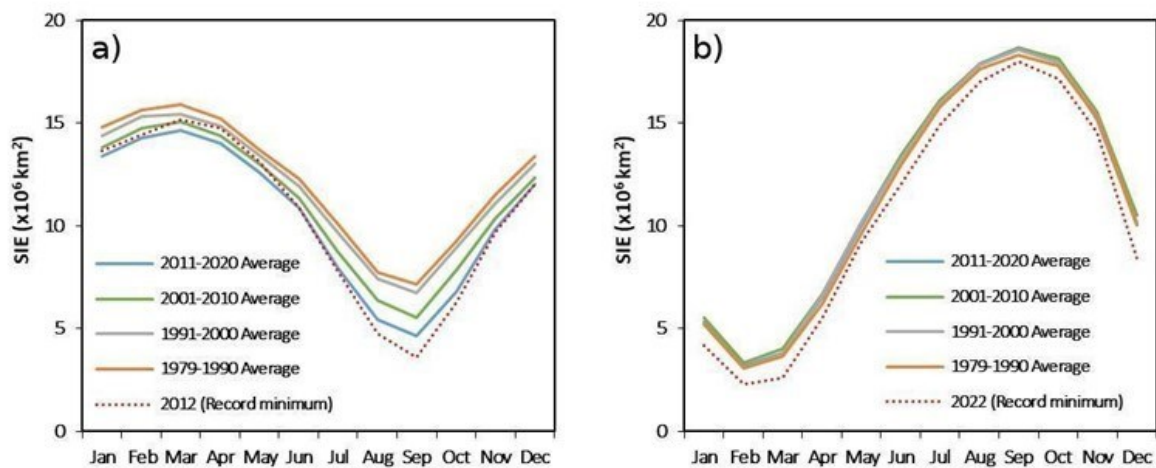 a)
20
15
10
5
0
SIE (x10⁶ km²)
2011-2020 Average
2001-2010 Average
1991-2000 Average
1979-1990 Average
2012 (Record minimum)
Jan Feb Mar Apr May Jun Jul Aug Sep Oct Nov Dec
b)
20
15
10
5
0
SIE (x10⁶ km²)
2011-2020 Average
2001-2010 Average
1991-2000 Average
1979-1990 Average
2022 (Record minimum)
Jan Feb Mar Apr May Jun Jul Aug Sep Oct Nov Dec